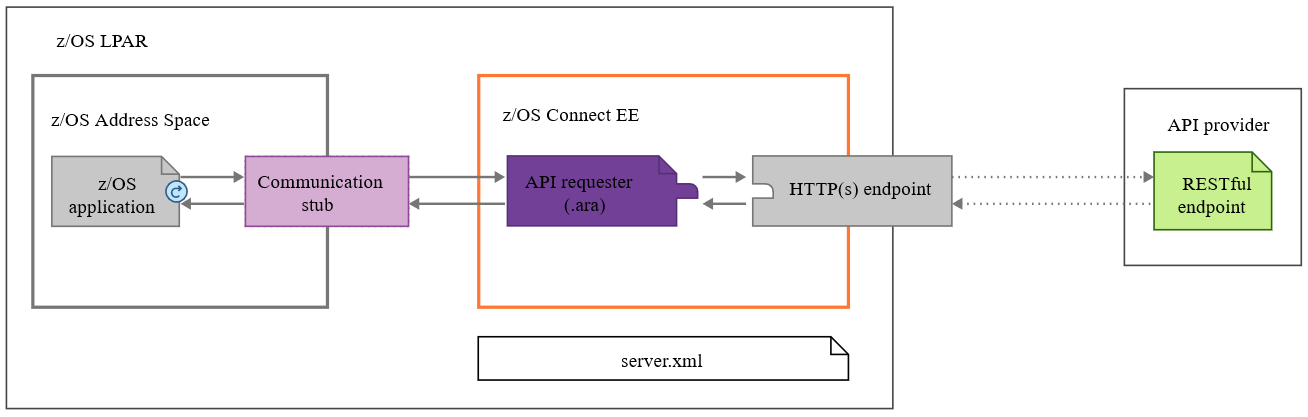 z/OS LPAR
z/OS Address Space
z/OS Connect EE
API provider
z/OS
application
Communication
stub
API requester
(.ara)
HTTP(s) endpoint
RESTful
endpoint
server.xml